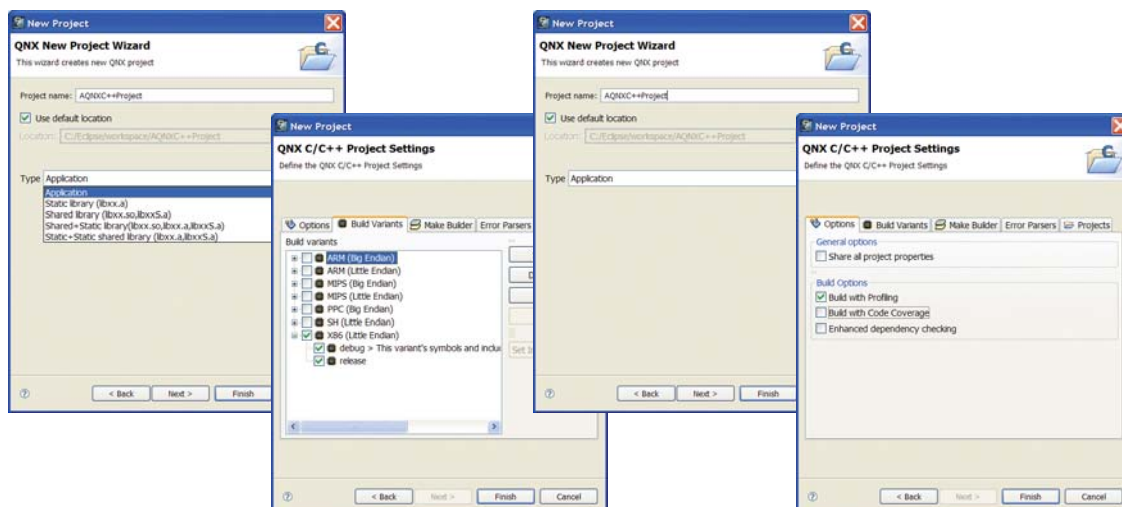 New Project
QNX New Project Wizard
This wizard creates new QNX project
Project name: AQNXC++Project
Use default location
Location: C:/Eclipse/workspace/AQNXC++Project
Type Application
Application
Static library (libxx.a)
Shared library (libxx.so,libxxS.a)
Shared+Static library(libxx.so,libxx.a,libxxS.a)
Static+Static shared library (libxx.a,libxxS.a)
< Back Next > Finish
New Project
QNX C/C++ Project Settings
Define the QNX C/C++ Project Settings
Options Build Variants Make Builder Error Parsers
Build variants
ARM (Big Endian)
ARM (Little Endian)
MIPS (Big Endian)
MIPS (Little Endian)
PPC (Big Endian)
SH (Little Endian)
X86 (Little Endian)
debug > This variant's symbols and inclu
release
D
Set In
< Back Next > Finish Cancel
New Project
QNX New Project Wizard
This wizard creates new QNX project
Project name: AQNXC++Project
Use default location
Location: C:/Eclipse/workspace/AQNXC++Project
Type Application
< Back Next > Finish
New Project
QNX C/C++ Project Settings
Define the QNX C/C++ Project Settings
Options Build Variants Make Builder Error Parsers Projects
General options
Share all project properties
Build Options
Build with Profiling
Build with Code Coverage
Enhanced dependency checking
< Back Next > Finish Cancel